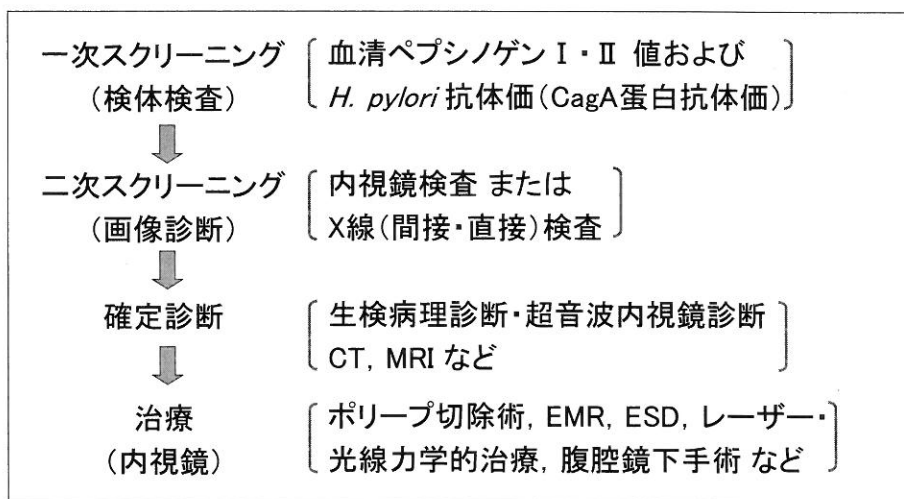 一次スクリーニング
(検体検査)
血清ペプシノゲン I・II 値および
H. pylori 抗体価(CagA蛋白抗体価)
二次スクリーニング
(画像診断)
内視鏡検査 または
X線(間接・直接)検査
確定診断
生検病理診断・超音波内視鏡診断
CT, MRI など
治療
(内視鏡)
ポリープ切除術, EMR, ESD, レーザー・
光線力学的治療, 腹腔鏡下手術 など